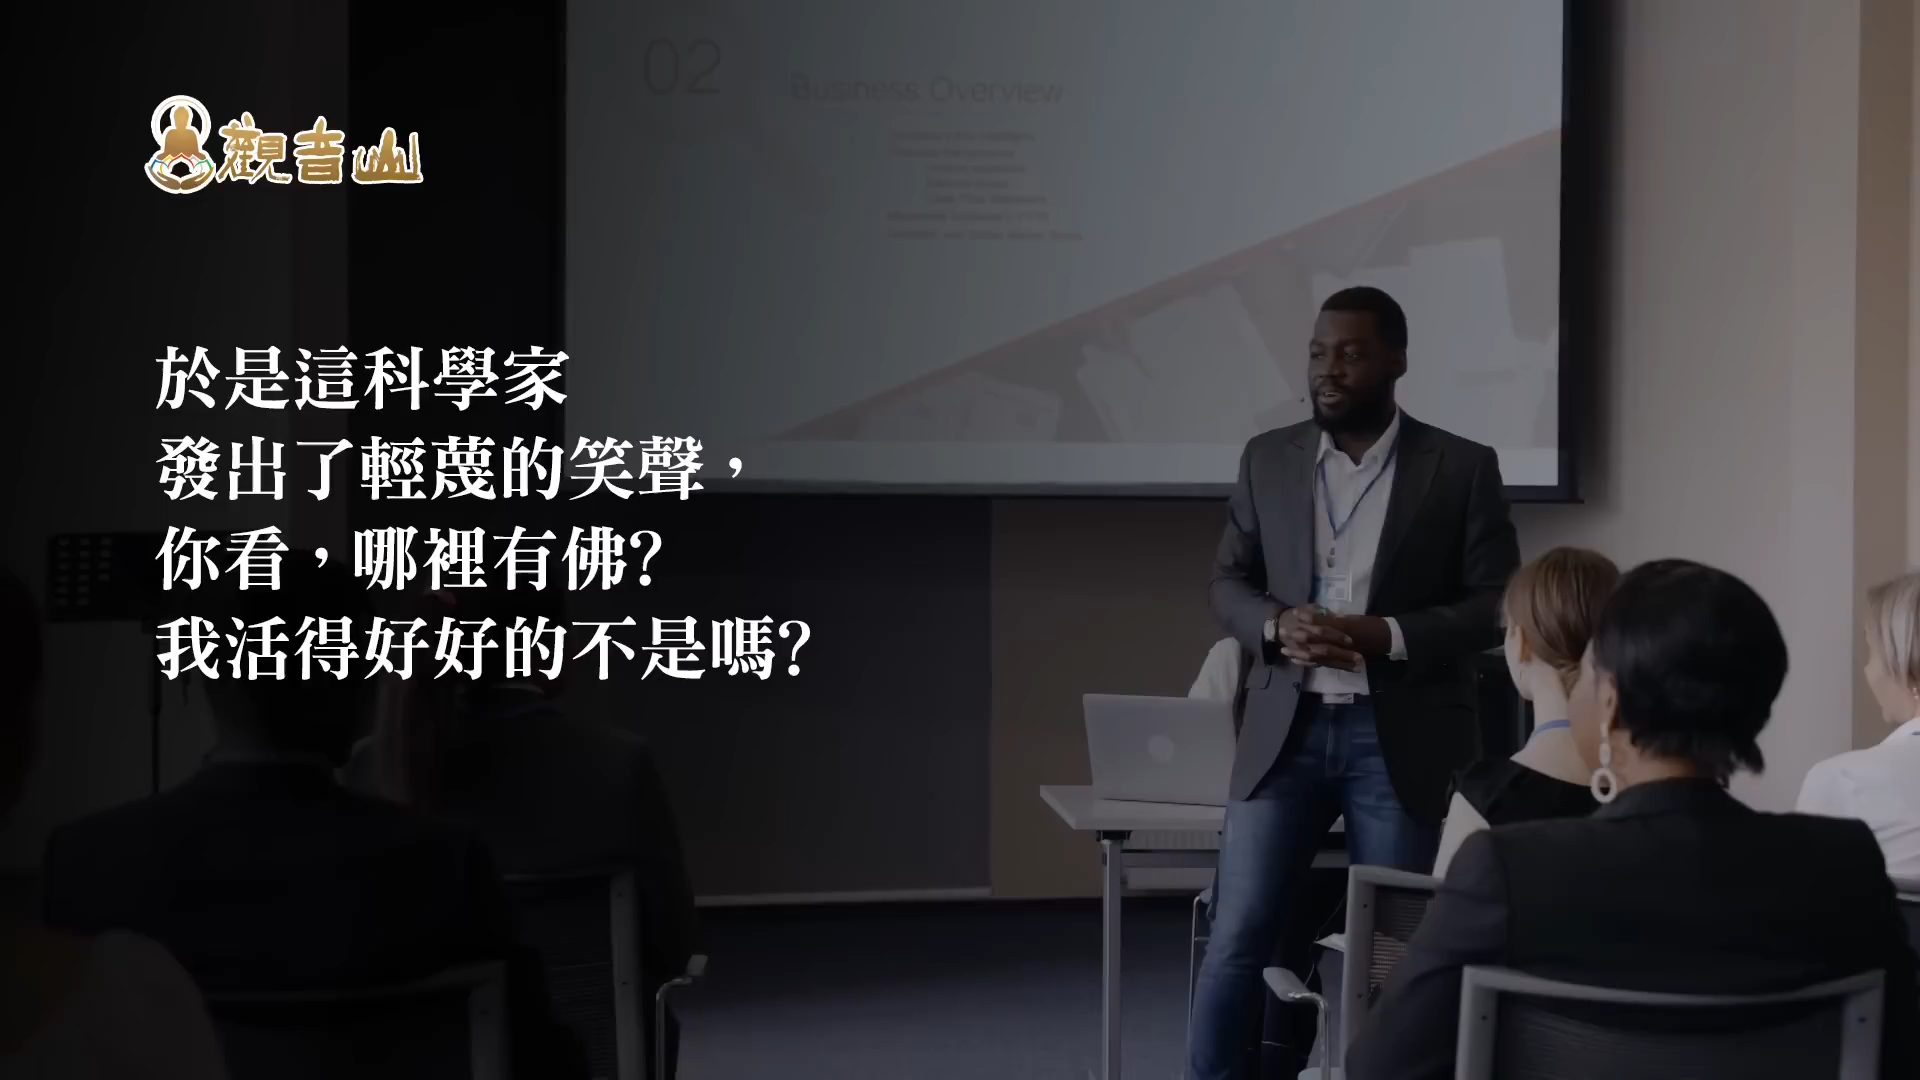 觀音山
02
Business Overview
於是這科學家
發出了輕蔑的笑聲，
你看，哪裡有佛？
我活得好好的不是嗎？